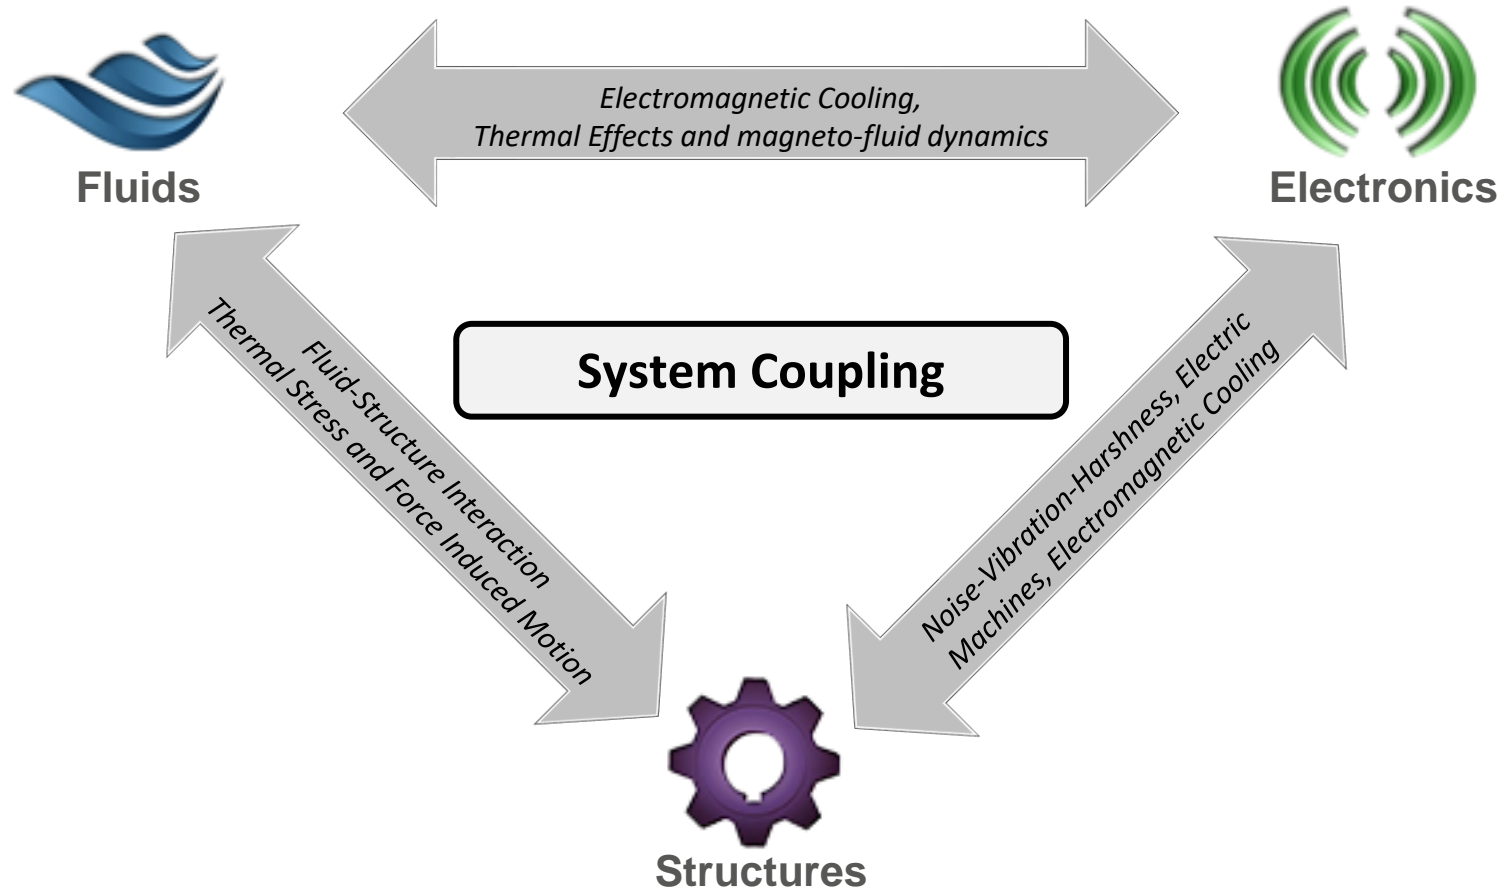 Electromagnetic Cooling,
Thermal Effects and magneto-fluid dynamics
Fluids
Electronics
System Coupling
Fluid-Structure Interaction
Thermal Stress and Force Induced Motion
Noise-Vibration-Harshness, Electric
Machines, Electromagnetic Cooling
Structures